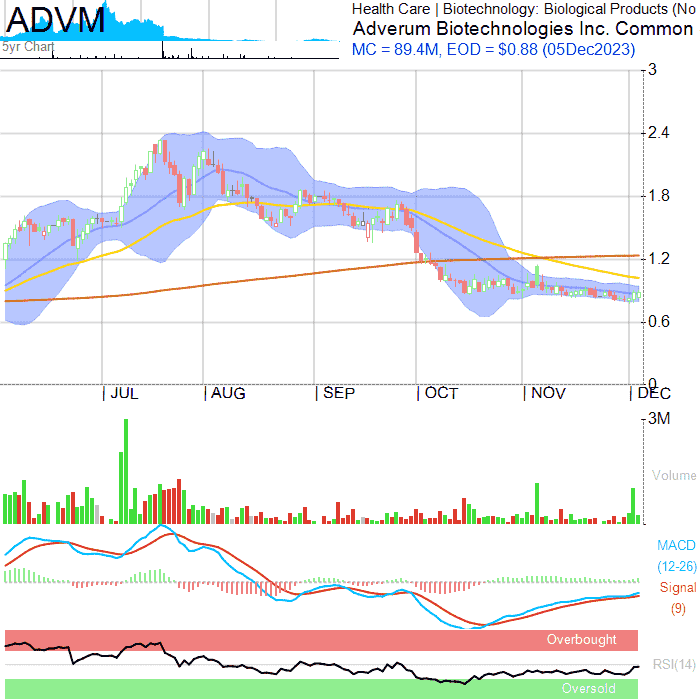 ADVM
5yr Chart
Health Care | Biotechnology: Biological Products (No
Adverum Biotechnologies Inc. Common
MC = 89.4M, EOD = $0.88 (05Dec2023)
3
2.4
1.8
1.2
0.6
0
JUL AUG SEP OCT NOV DEC
3M
Volume
MACD
(12-26)
Signal
(9)
Overbought
RSI(14)
Oversold